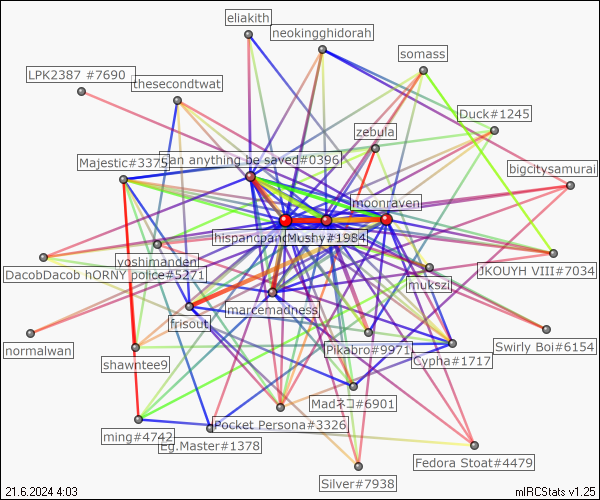 eliakith
neokingghidorah
somass
LPK2387 #7690
thesecondtwat
Duck#1245
zebula
Majestic#3375
an anything be saved#0396
bigcitysamurai
moonraven
hispancpanc
Mushy#1984
yoshimanden
DacobDacob hORNY police#5271
JKOUYH VIII#7034
mukszi
marcemadness
frisout
normalwan
Pikabro#9971
Swirly Boi#6154
Cypha#1717
shawntee9
Madネコ#6901
Pocket Persona#3326
ming#4742
Eg.Master#1378
Fedora Stoat#4479
Silver#7938
21.6.2024 4:03
mIRCStats v1.25